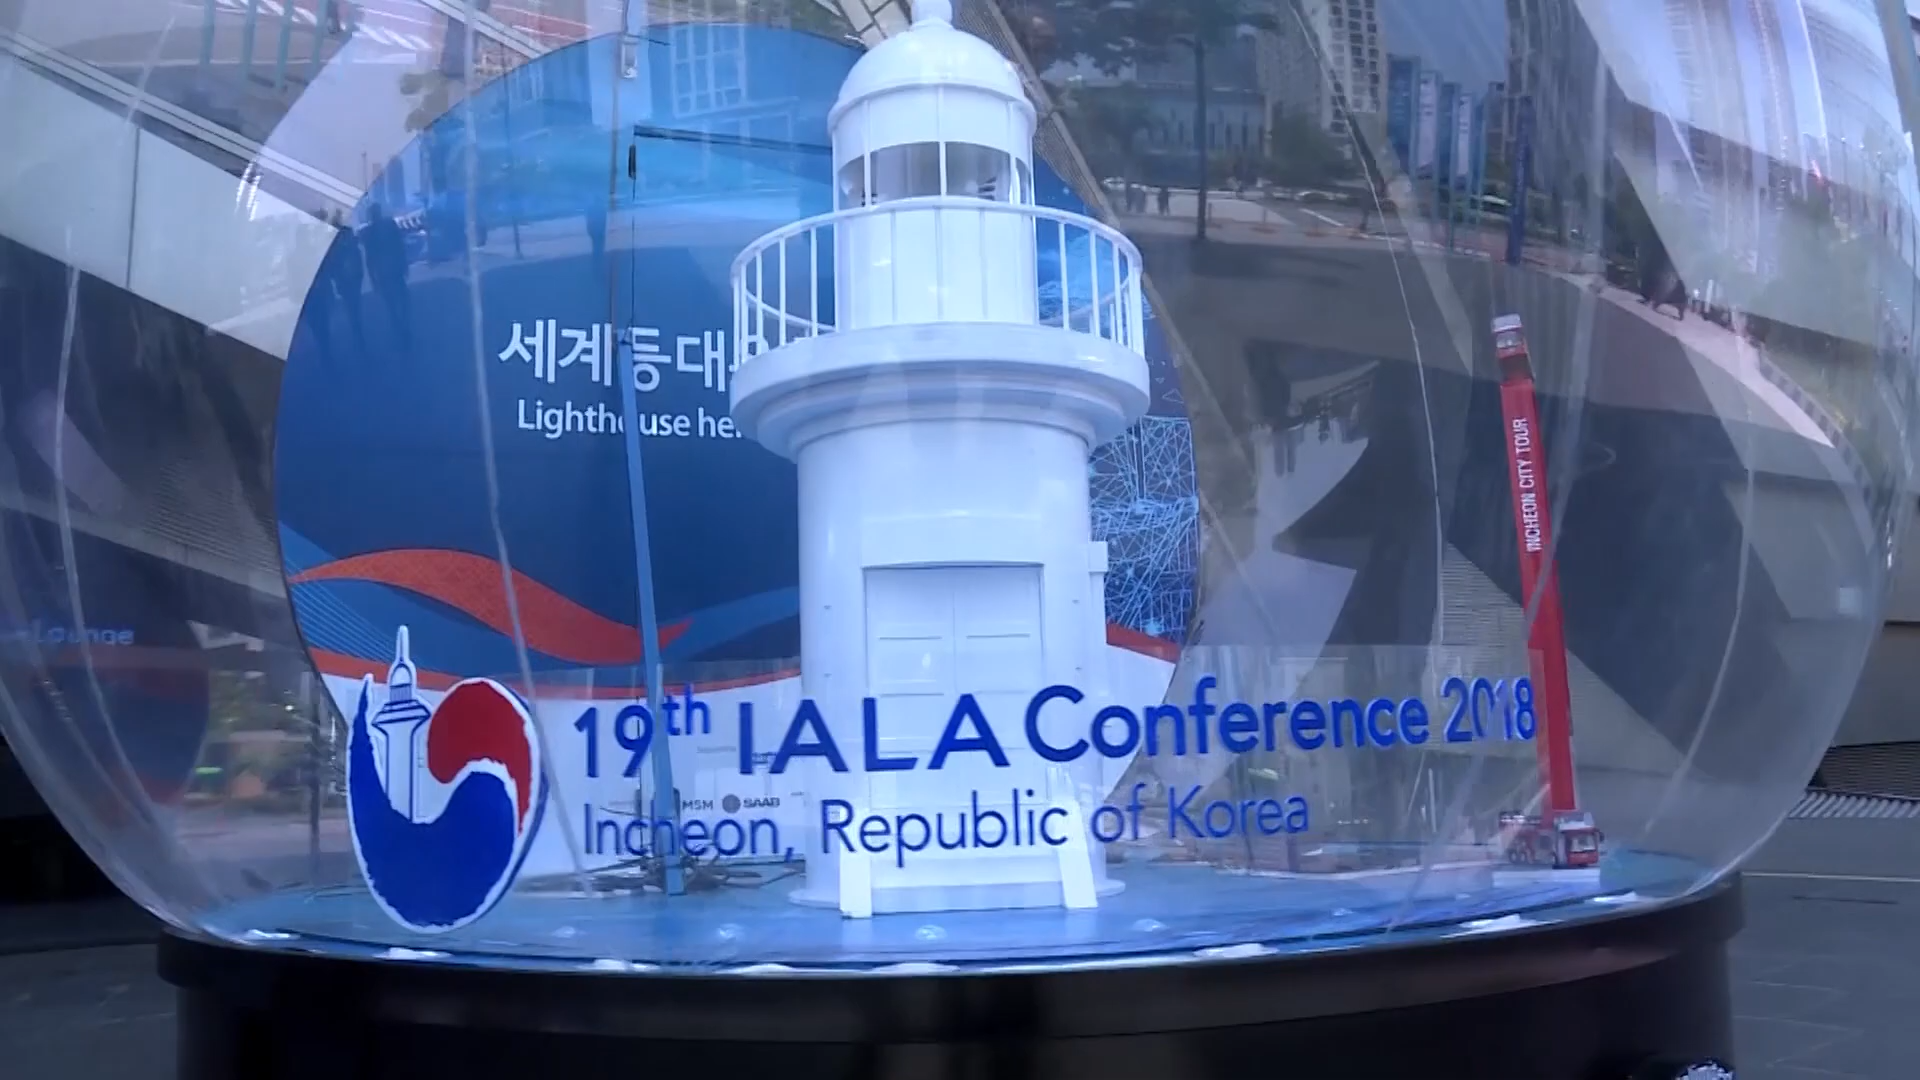 세계등대
Lighthouse her
INCHEON CITY TOUR
Lounge
19th IALA Conference 2018
MSM SAAB
Incheon, Republic of Korea